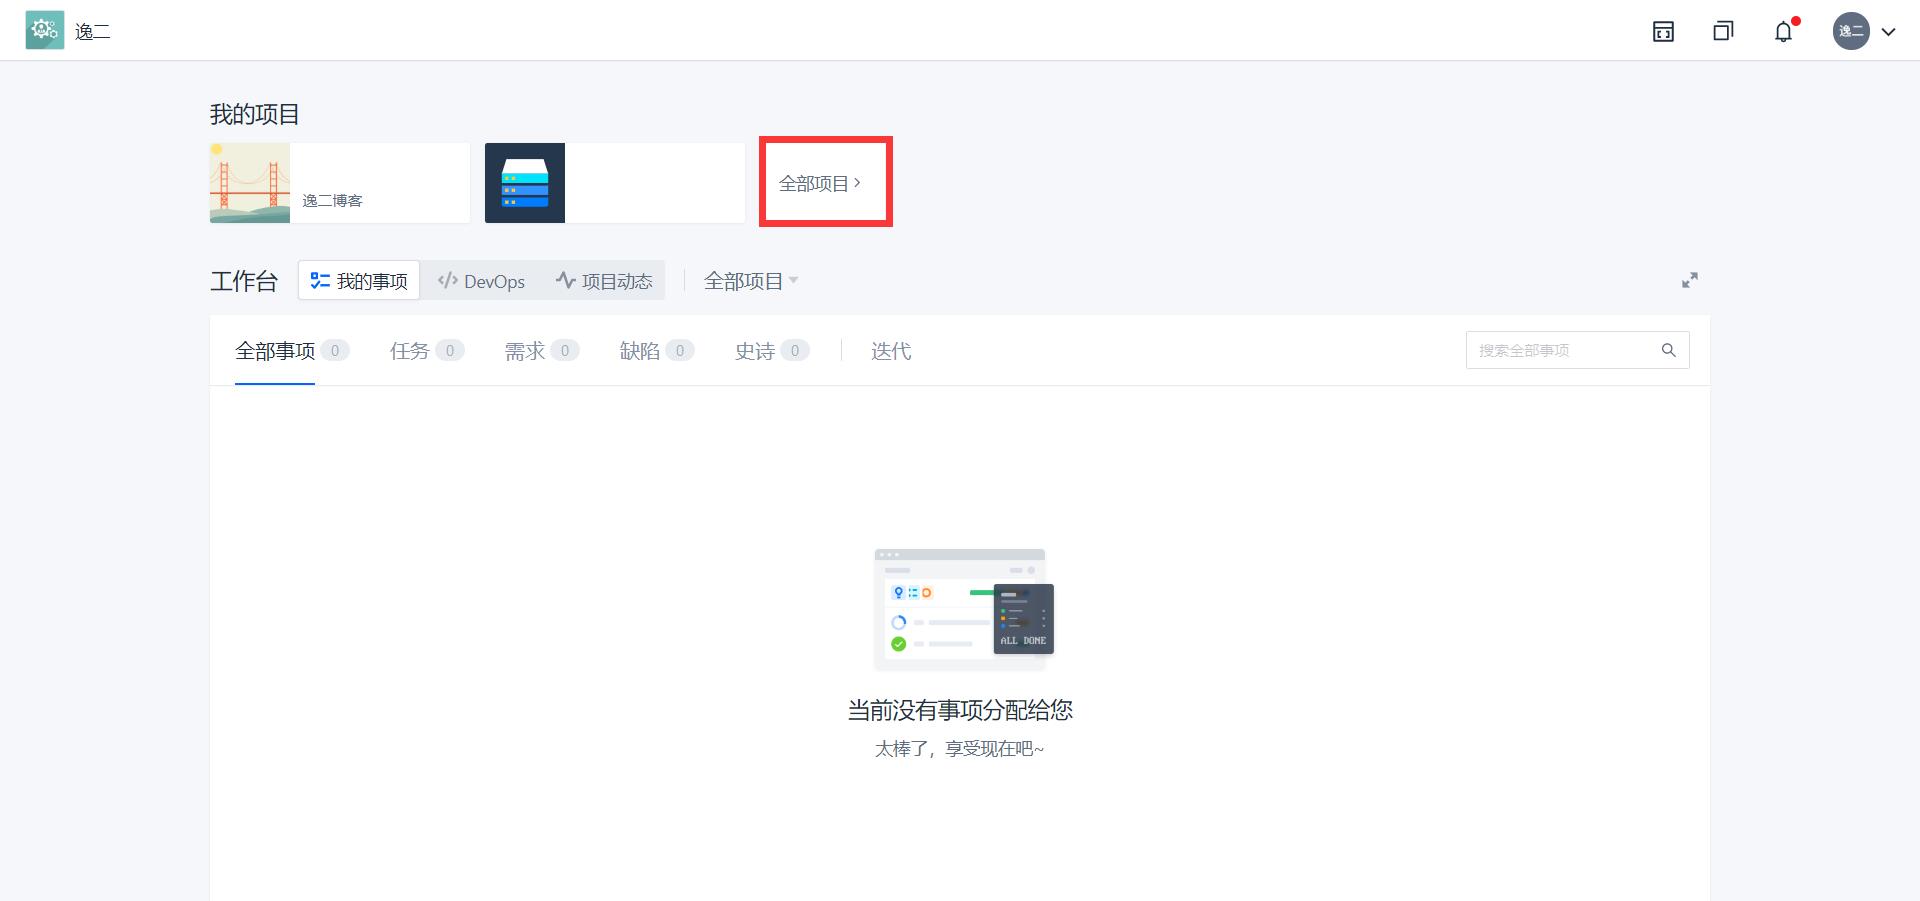 逸二
逸二
我的项目
逸二博客
全部项目 >
工作台 我的事项 </> DevOps 项目动态 全部项目
全部事项 0 任务 0 需求 0 缺陷 0 史诗 0 迭代 搜索全部事项
ALL DONE
当前没有事项分配给您
太棒了，享受现在吧~